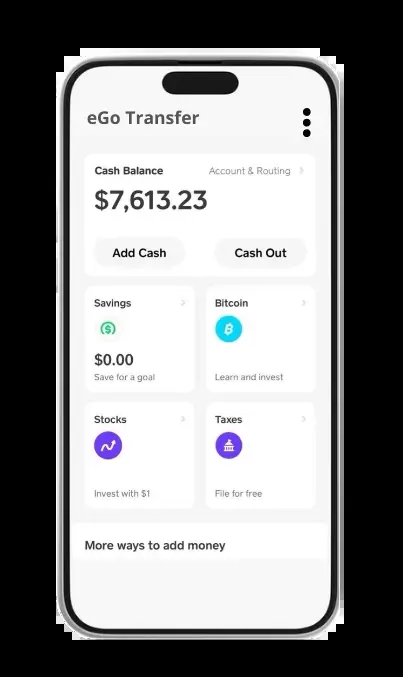 eGo Transfer
Cash Balance
Account & Routing
$7,613.23
Add Cash
Cash Out
Savings
Bitcoin
$0.00
Save for a goal
Learn and invest
Stocks
Taxes
Invest with $1
File for free
More ways to add money